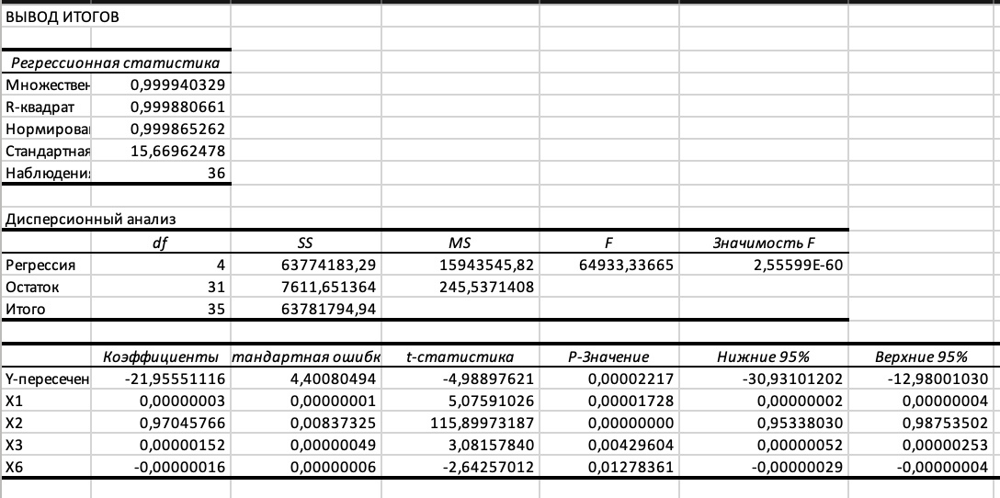 ВЫВОД ИТОГОВ
Регрессионная статистика
Множествен 0,999940329
R-квадрат 0,999880661
Нормирова 0,999865262
Стандартная 15,66962478
Наблюдения 36
Дисперсионный анализ
df SS MS F Значимость F
Регрессия 4 63774183,29 15943545,82 64933,33665 2,55599E-60
Остаток 31 7611,651364 245,5371408
Итого 35 63781794,94
Коэффициенты тандартная ошибк t-статистика P-Значение Нижние 95% Верхние 95%
Y-пересечен -21,95551116 4,40080494 -4,98897621 0,00002217 -30,93101202 -12,98001030
X1 0,00000003 0,00000001 5,07591026 0,00001728 0,00000002 0,00000004
X2 0,97045766 0,00837325 115,89973187 0,00000000 0,95338030 0,98753502
X3 0,00000152 0,00000049 3,08157840 0,00429604 0,00000052 0,00000253
X6 -0,00000016 0,00000006 -2,64257012 0,01278361 -0,00000029 -0,00000004